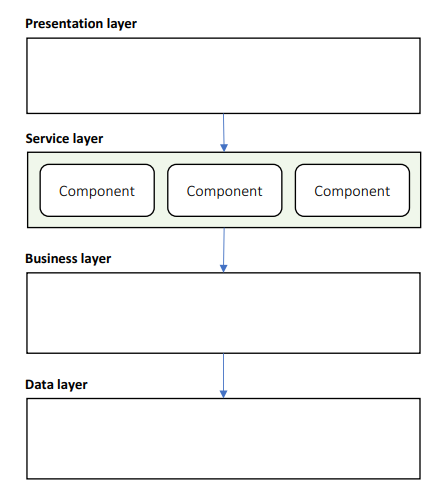 Presentation layer
Service layer
Component
Component
Component
Business layer
Data layer